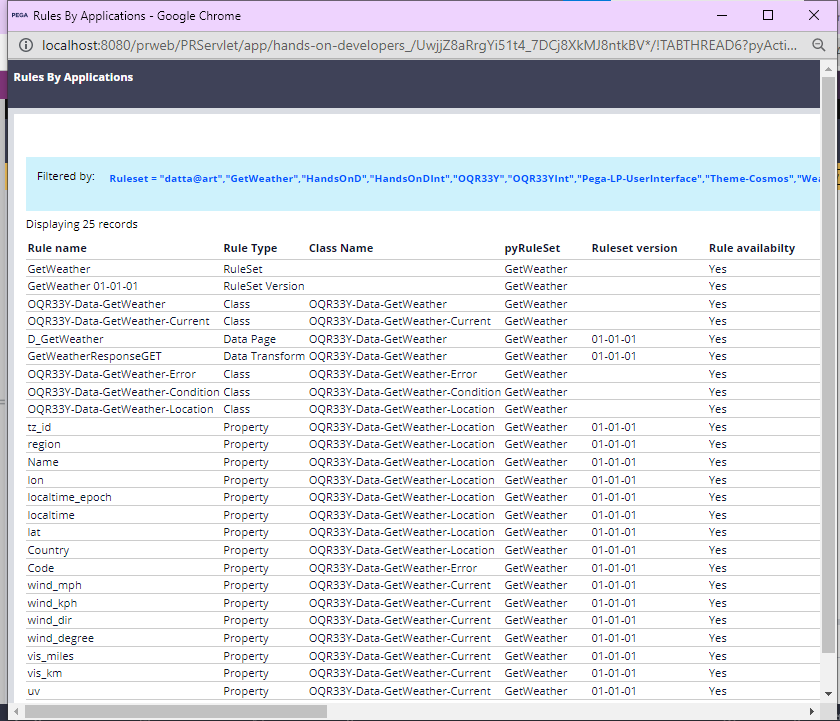 PEGA Rules By Applications - Google Chrome
localhost:8080/prweb/PRServlet/app/hands-on-developers_/UwjjZ8aRrgYi51t4_7DCj8XkMJ8ntkBV*/!TABTHREAD6?pyActi...
Rules By Applications
Filtered by: Ruleset = "datta@art","GetWeather","HandsOnD","HandsOnDInt","OQR33Y","OQR33YInt","Pega-LP-UserInterface","Theme-Cosmos","Wea
Displaying 25 records
Rule name Rule Type Class Name pyRuleSet Ruleset version Rule availabilty
GetWeather RuleSet GetWeather Yes
GetWeather 01-01-01 RuleSet Version GetWeather Yes
OQR33Y-Data-GetWeather Class OQR33Y-Data-GetWeather GetWeather Yes
OQR33Y-Data-GetWeather-Current Class OQR33Y-Data-GetWeather-Current GetWeather Yes
D_GetWeather Data Page OQR33Y-Data-GetWeather GetWeather 01-01-01 Yes
GetWeatherResponseGET Data Transform OQR33Y-Data-GetWeather GetWeather 01-01-01 Yes
OQR33Y-Data-GetWeather-Error Class OQR33Y-Data-GetWeather-Error GetWeather Yes
OQR33Y-Data-GetWeather-Condition Class OQR33Y-Data-GetWeather-Condition GetWeather Yes
OQR33Y-Data-GetWeather-Location Class OQR33Y-Data-GetWeather-Location GetWeather Yes
tz_id Property OQR33Y-Data-GetWeather-Location GetWeather 01-01-01 Yes
region Property OQR33Y-Data-GetWeather-Location GetWeather 01-01-01 Yes
Name Property OQR33Y-Data-GetWeather-Location GetWeather 01-01-01 Yes
lon Property OQR33Y-Data-GetWeather-Location GetWeather 01-01-01 Yes
localtime_epoch Property OQR33Y-Data-GetWeather-Location GetWeather 01-01-01 Yes
localtime Property OQR33Y-Data-GetWeather-Location GetWeather 01-01-01 Yes
lat Property OQR33Y-Data-GetWeather-Location GetWeather 01-01-01 Yes
Country Property OQR33Y-Data-GetWeather-Location GetWeather 01-01-01 Yes
Code Property OQR33Y-Data-GetWeather-Error GetWeather 01-01-01 Yes
wind_mph Property OQR33Y-Data-GetWeather-Current GetWeather 01-01-01 Yes
wind_kph Property OQR33Y-Data-GetWeather-Current GetWeather 01-01-01 Yes
wind_dir Property OQR33Y-Data-GetWeather-Current GetWeather 01-01-01 Yes
wind_degree Property OQR33Y-Data-GetWeather-Current GetWeather 01-01-01 Yes
vis_miles Property OQR33Y-Data-GetWeather-Current GetWeather 01-01-01 Yes
vis_km Property OQR33Y-Data-GetWeather-Current GetWeather 01-01-01 Yes
uv Property OQR33Y-Data-GetWeather-Current GetWeather 01-01-01 Yes